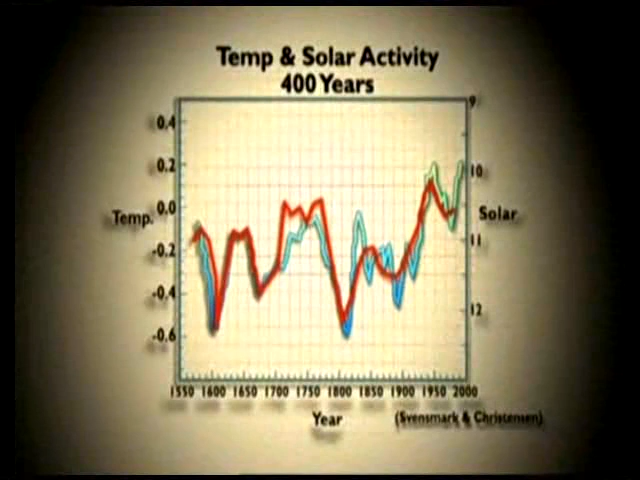 Temp & Solar Activity
400 Years
0.4
0.2
0.0
-0.2
-0.4
-0.6
Temp.
9
10
11
12
Solar
1550 1600 1650 1700 1750 1800 1850 1900 1950 2000
Year
(Svensmark & Christensen)